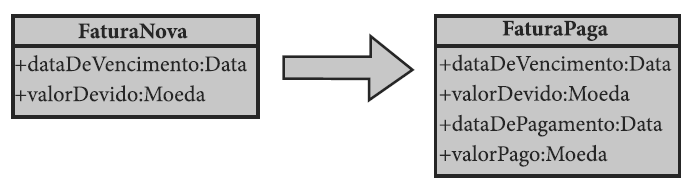 FaturaNova
+dataDeVencimento:Data
+valorDevido:Moeda
FaturaPaga
+dataDeVencimento:Data
+valorDevido:Moeda
+dataDePagamento:Data
+valorPago:Moeda